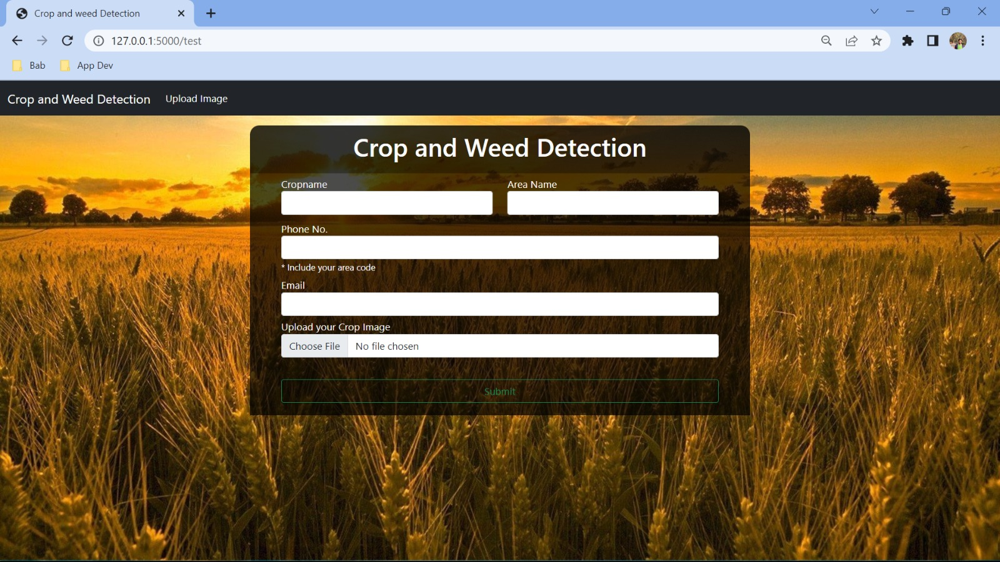 Crop and weed Detection
127.0.0.1:5000/test
Bab App Dev
Crop and Weed Detection Upload Image
Crop and Weed Detection
Cropname Area Name
Phone No.
* Include your area code
Email
Upload your Crop Image
Choose File No file chosen
Submit